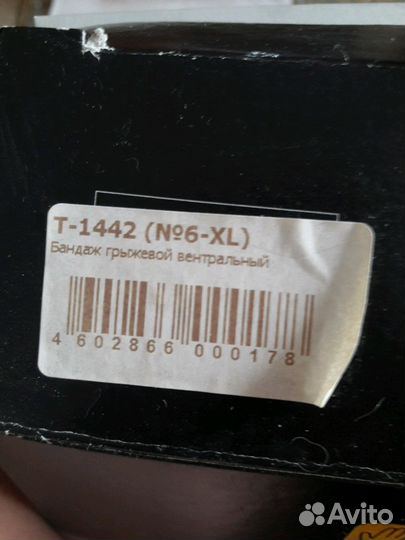 T-1442 (№6-XL)
Бандаж грыжевой вентральный
4 602866 000178
Avito